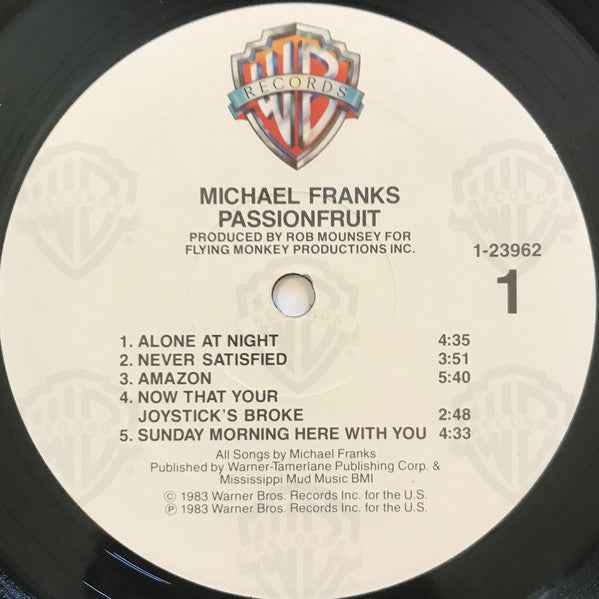 WB
RECORDS
MICHAEL FRANKS
PASSIONFRUIT
PRODUCED BY ROB MOUNSEY FOR
FLYING MONKEY PRODUCTIONS INC.
1-23962
1
1. ALONE AT NIGHT 4:35
2. NEVER SATISFIED 3:51
3. AMAZON 5:40
4. NOW THAT YOUR
JOYSTICK'S BROKE 2:48
5. SUNDAY MORNING HERE WITH YOU 4:33
All Songs by Michael Franks
Published by Warner-Tamerlane Publishing Corp. &
Mississippi Mud Music BMI
© 1983 Warner Bros. Records Inc. for the U.S.
℗ 1983 Warner Bros. Records Inc. for the U.S.